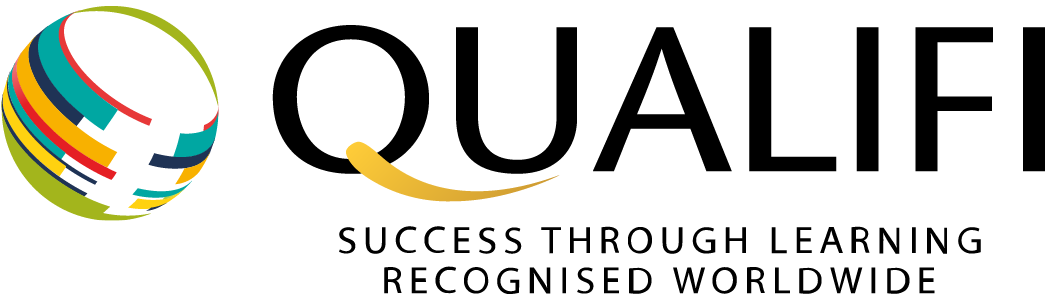 QUALIFI
SUCCESS THROUGH LEARNING
RECOGNISED WORLDWIDE